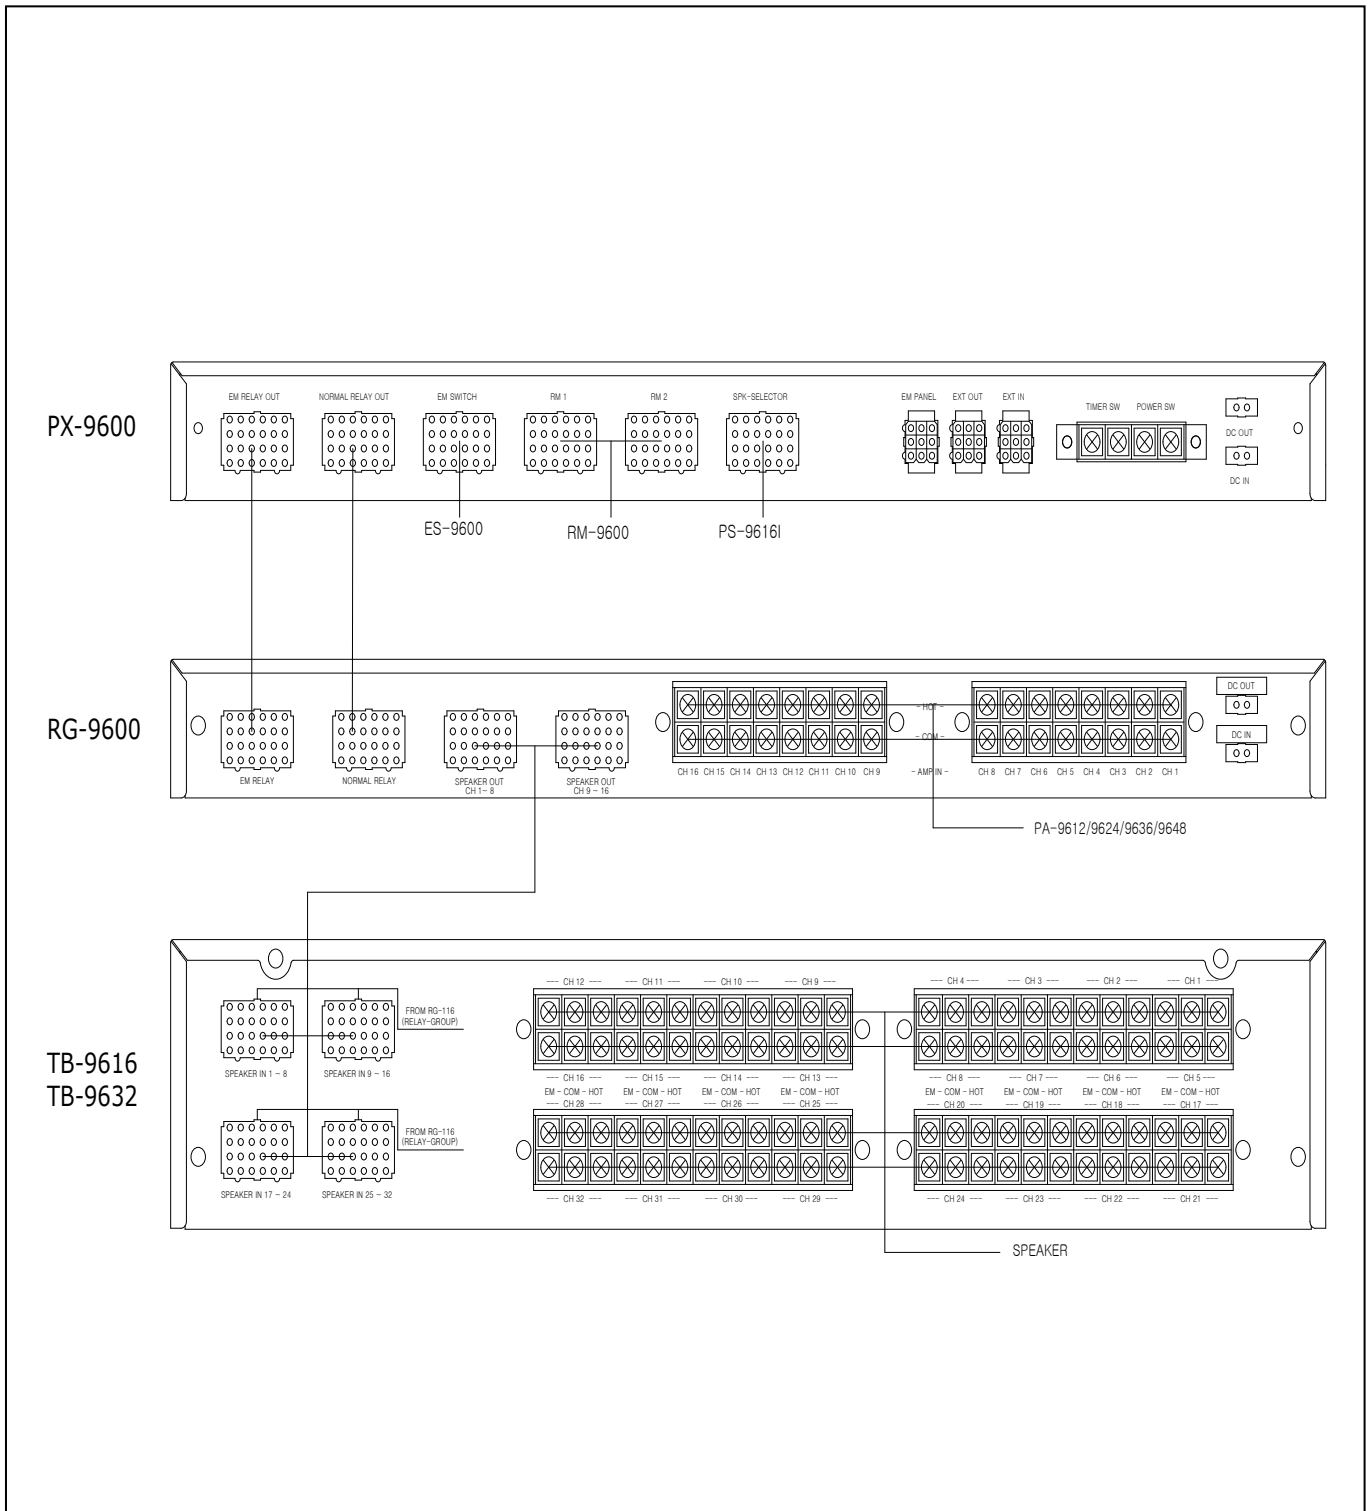 EM RELAY OUT NORMAL RELAY OUT EM SWITCH RM 1 RM 2 SPK-SELECTOR EM PANEL EXT OUT EXT IN
TIMER SW POWER SW
PX-9600
DC OUT
DC IN
ES-9600 RM-9600 PS-9616I
DC OUT
- HOT -
RG-9600
- COM -
DC IN
EM RELAY NORMAL RELAY SPEAKER OUT SPEAKER OUT
CH 1~ 8 CH 9 ~ 16
CH 16 CH 15 CH 14 CH 13 CH 12 CH 11 CH 10 CH 9 - AMP IN - CH 8 CH 7 CH 6 CH 5 CH 4 CH 3 CH 2 CH 1
PA-9612/9624/9636/9648
--- CH 12 --- --- CH 11 --- --- CH 10 --- --- CH 9 --- --- CH 4 --- --- CH 3 --- --- CH 2 --- --- CH 1 ---
FROM RG-116
(RELAY-GROUP)
TB-9616
TB-9632
SPEAKER IN 1 ~ 8 SPEAKER IN 9 ~ 16
--- CH 16 --- --- CH 15 --- --- CH 14 --- --- CH 13 --- --- CH 8 --- --- CH 7 --- --- CH 6 --- --- CH 5 ---
EM - COM - HOT EM - COM - HOT EM - COM - HOT EM - COM - HOT EM - COM - HOT EM - COM - HOT EM - COM - HOT EM - COM - HOT
--- CH 28 --- --- CH 27 --- --- CH 26 --- --- CH 25 --- --- CH 20 --- --- CH 19 --- --- CH 18 --- --- CH 17 ---
FROM RG-116
(RELAY-GROUP)
SPEAKER IN 17 ~ 24 SPEAKER IN 25 ~ 32
--- CH 32 --- --- CH 31 --- --- CH 30 --- --- CH 29 --- --- CH 24 --- --- CH 23 --- --- CH 22 --- --- CH 21 ---
SPEAKER